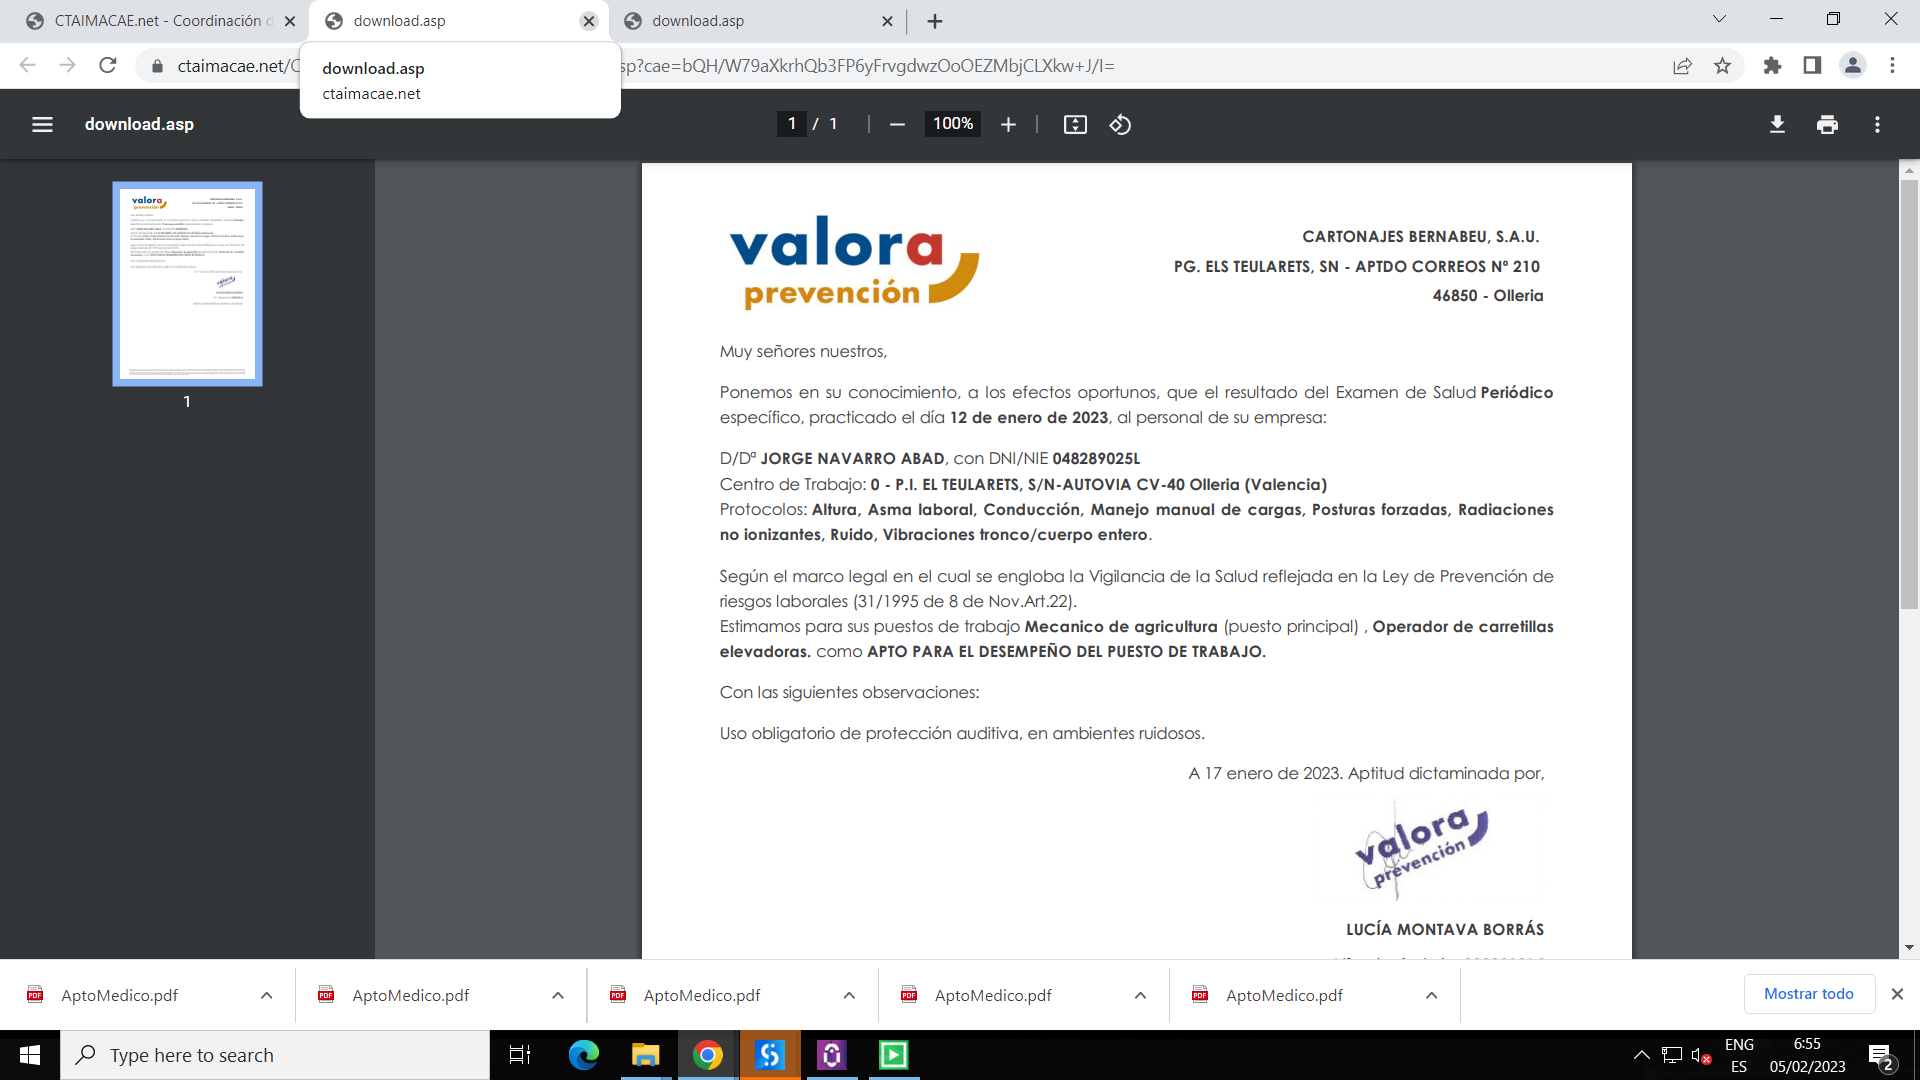 CTAIMACAE.net - Coordinación d
download.asp
download.asp
ctaimacae.net/C
sp?cae=bQH/W79aXkrhQb3FP6yFrvgdwzOoOEZMbjCLXkw+J/I=
download.asp
ctaimacae.net
download.asp
1 / 1
100%
valora
prevención
CARTONAJES BERNABEU, S.A.U.
PG. ELS TEULARETS, SN - APTDO CORREOS Nº 210
46850 - Olleria
Muy señores nuestros,
Ponemos en su conocimiento, a los efectos oportunos, que el resultado del Examen de Salud Periódico
específico, practicado el día 12 de enero de 2023, al personal de su empresa:
D/Dª JORGE NAVARRO ABAD, con DNI/NIE 048289025L
Centro de Trabajo: 0 - P.I. EL TEULARETS, S/N-AUTOVIA CV-40 Olleria (Valencia)
Protocolos: Altura, Asma laboral, Conducción, Manejo manual de cargas, Posturas forzadas, Radiaciones
no ionizantes, Ruido, Vibraciones tronco/cuerpo entero.
Según el marco legal en el cual se engloba la Vigilancia de la Salud reflejada en la Ley de Prevención de
riesgos laborales (31/1995 de 8 de Nov.Art.22).
Estimamos para sus puestos de trabajo Mecanico de agricultura (puesto principal) , Operador de carretillas
elevadoras. como APTO PARA EL DESEMPEÑO DEL PUESTO DE TRABAJO.
Con las siguientes observaciones:
Uso obligatorio de protección auditiva, en ambientes ruidosos.
A 17 enero de 2023. Aptitud dictaminada por,
valora
prevención
LUCÍA MONTAVA BORRÁS
valora
prevención
1
AptoMedico.pdf
AptoMedico.pdf
AptoMedico.pdf
AptoMedico.pdf
AptoMedico.pdf
Mostrar todo
Type here to search
ENG
ES
6:55
05/02/2023
2